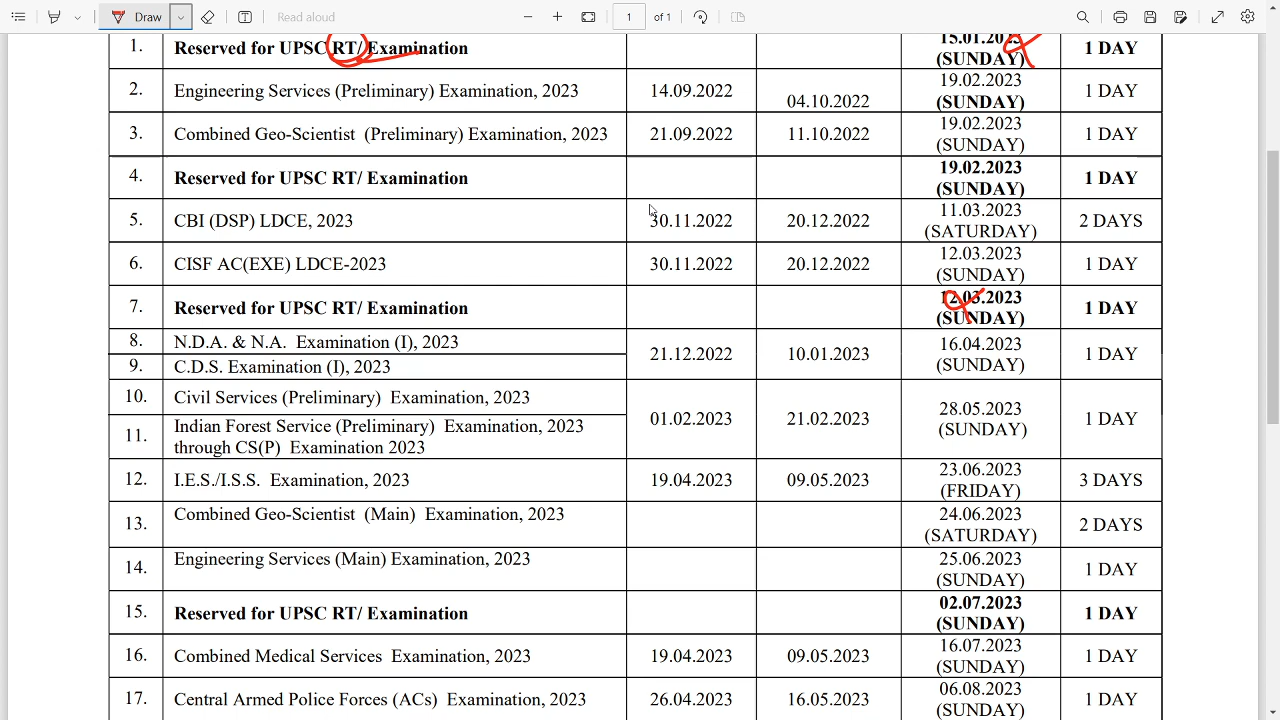 Draw
Read aloud
1 of 1
1. Reserved for UPSC RT/ Examination 15.01.2023 (SUNDAY) 1 DAY
2. Engineering Services (Preliminary) Examination, 2023 14.09.2022 04.10.2022 19.02.2023 (SUNDAY) 1 DAY
3. Combined Geo-Scientist (Preliminary) Examination, 2023 21.09.2022 11.10.2022 19.02.2023 (SUNDAY) 1 DAY
4. Reserved for UPSC RT/ Examination 19.02.2023 (SUNDAY) 1 DAY
5. CBI (DSP) LDCE, 2023 30.11.2022 20.12.2022 11.03.2023 (SATURDAY) 2 DAYS
6. CISF AC(EXE) LDCE-2023 30.11.2022 20.12.2022 12.03.2023 (SUNDAY) 1 DAY
7. Reserved for UPSC RT/ Examination 12.03.2023 (SUNDAY) 1 DAY
8. N.D.A. & N.A. Examination (I), 2023 21.12.2022 10.01.2023 16.04.2023 (SUNDAY) 1 DAY
9. C.D.S. Examination (I), 2023
10. Civil Services (Preliminary) Examination, 2023 01.02.2023 21.02.2023 28.05.2023 (SUNDAY) 1 DAY
11. Indian Forest Service (Preliminary) Examination, 2023
through CS(P) Examination 2023
12. I.E.S./I.S.S. Examination, 2023 19.04.2023 09.05.2023 23.06.2023 (FRIDAY) 3 DAYS
13. Combined Geo-Scientist (Main) Examination, 2023 24.06.2023 (SATURDAY) 2 DAYS
14. Engineering Services (Main) Examination, 2023 25.06.2023 (SUNDAY) 1 DAY
15. Reserved for UPSC RT/ Examination 02.07.2023 (SUNDAY) 1 DAY
16. Combined Medical Services Examination, 2023 19.04.2023 09.05.2023 16.07.2023 (SUNDAY) 1 DAY
17. Central Armed Police Forces (ACs) Examination, 2023 26.04.2023 16.05.2023 06.08.2023 (SUNDAY) 1 DAY